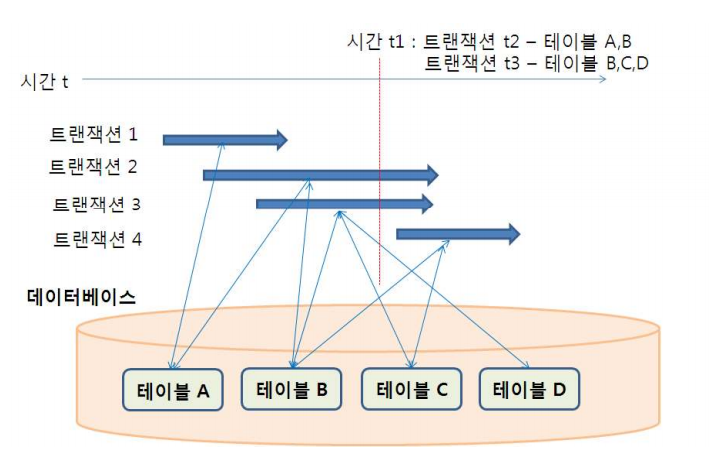 시간 t1 : 트랜잭션 t2 – 테이블 A,B
트랜잭션 t3 – 테이블 B,C,D
시간 t
트랜잭션 1
트랜잭션 2
트랜잭션 3
트랜잭션 4
데이터베이스
테이블 A
테이블 B
테이블 C
테이블 D